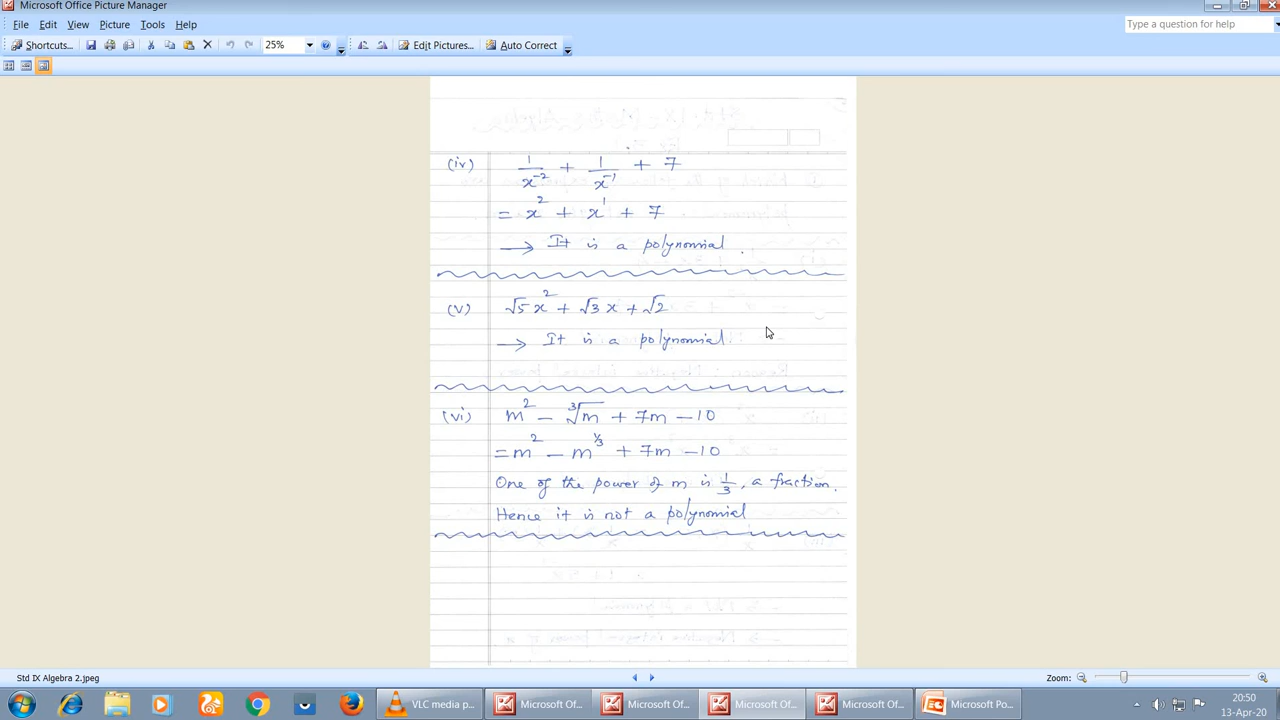 Microsoft Office Picture Manager
File Edit View Picture Tools Help
Type a question for help
Shortcuts... 25% Edit Pictures... Auto Correct
(iv) 1/x⁻² + 1/x⁻¹ + 7
= x² + x¹ + 7
→ It is a polynomial.
(v) √5 x² + √3 x + √2
→ It is a polynomial.
(vi) m² − ∛m + 7m − 10
= m² − m^1/3 + 7m − 10
One of the power of m is 1/3, a fraction.
Hence it is not a polynomial
Std IX Algebra 2.jpeg
Zoom:
VLC media p... Microsoft Of... Microsoft Of... Microsoft Of... Microsoft Of... Microsoft Po...
20:50
13-Apr-20